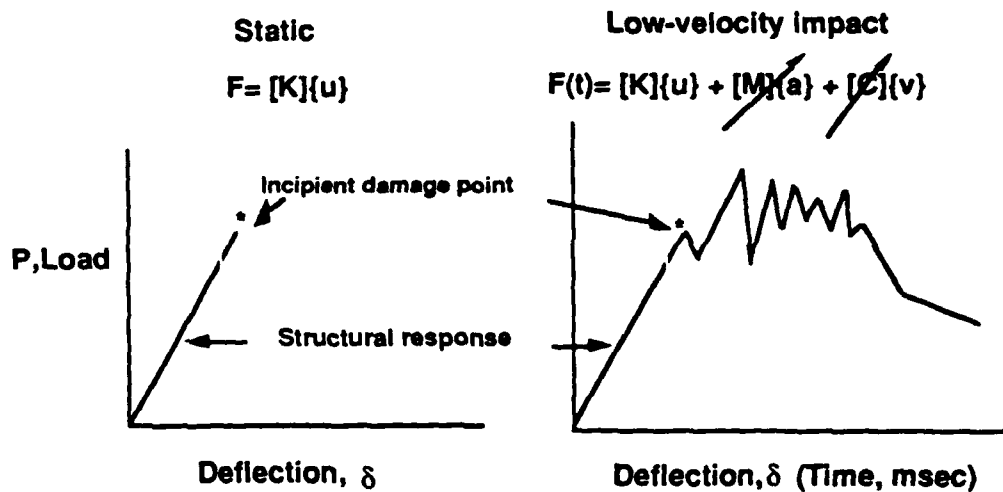 Static
Low-velocity impact
F= [K]{u}
F(t)= [K]{u} + [M]{a} + [C]{v}
Incipient damage point
*
*
P,Load
Structural response
Deflection, δ
Deflection,δ (Time, msec)